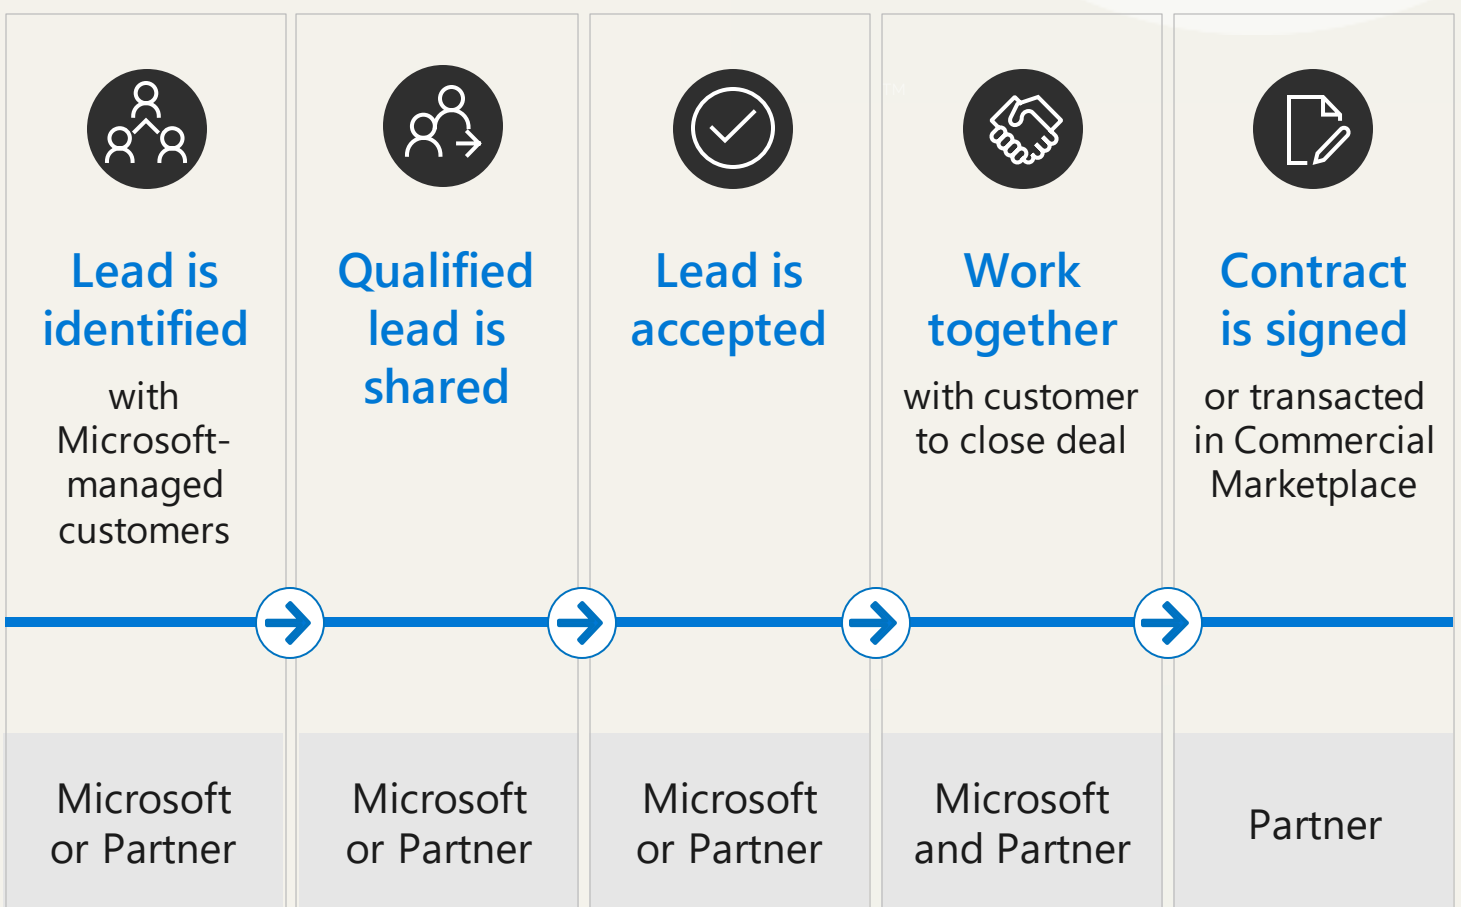 Lead is
identified
with
Microsoft-
managed
customers
Qualified
lead is
shared
Lead is
accepted
Work
together
with customer
to close deal
Contract
is signed
or transacted
in Commercial
Marketplace
Microsoft
or Partner
Microsoft
or Partner
Microsoft
or Partner
Microsoft
and Partner
Partner
TM